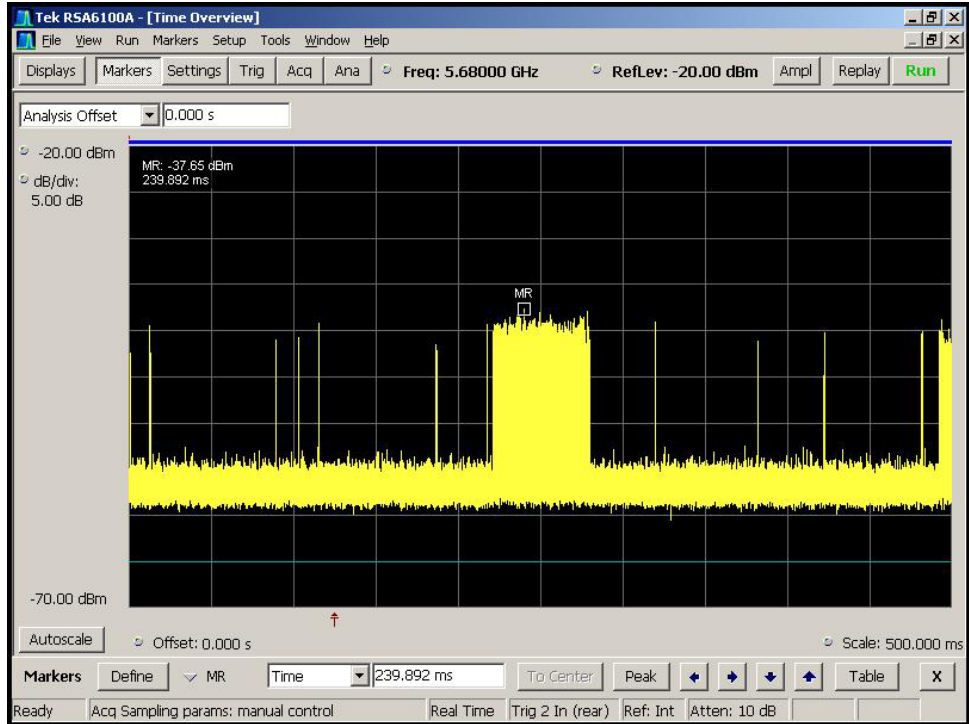 Tek RSA6100A - [Time Overview]
File View Run Markers Setup Tools Window Help
Displays Markers Settings Trig Acq Ana Freq: 5.68000 GHz RefLev: -20.00 dBm Ampl Replay Run
Analysis Offset 0.000 s
-20.00 dBm
MR: -37.65 dBm
239.892 ms
dB/div:
5.00 dB
MR
-70.00 dBm
Autoscale Offset: 0.000 s Scale: 500.000 ms
Markers Define MR Time 239.892 ms To Center Peak Table X
Ready Acq Sampling params: manual control Real Time Trig 2 In (rear) Ref: Int Atten: 10 dB